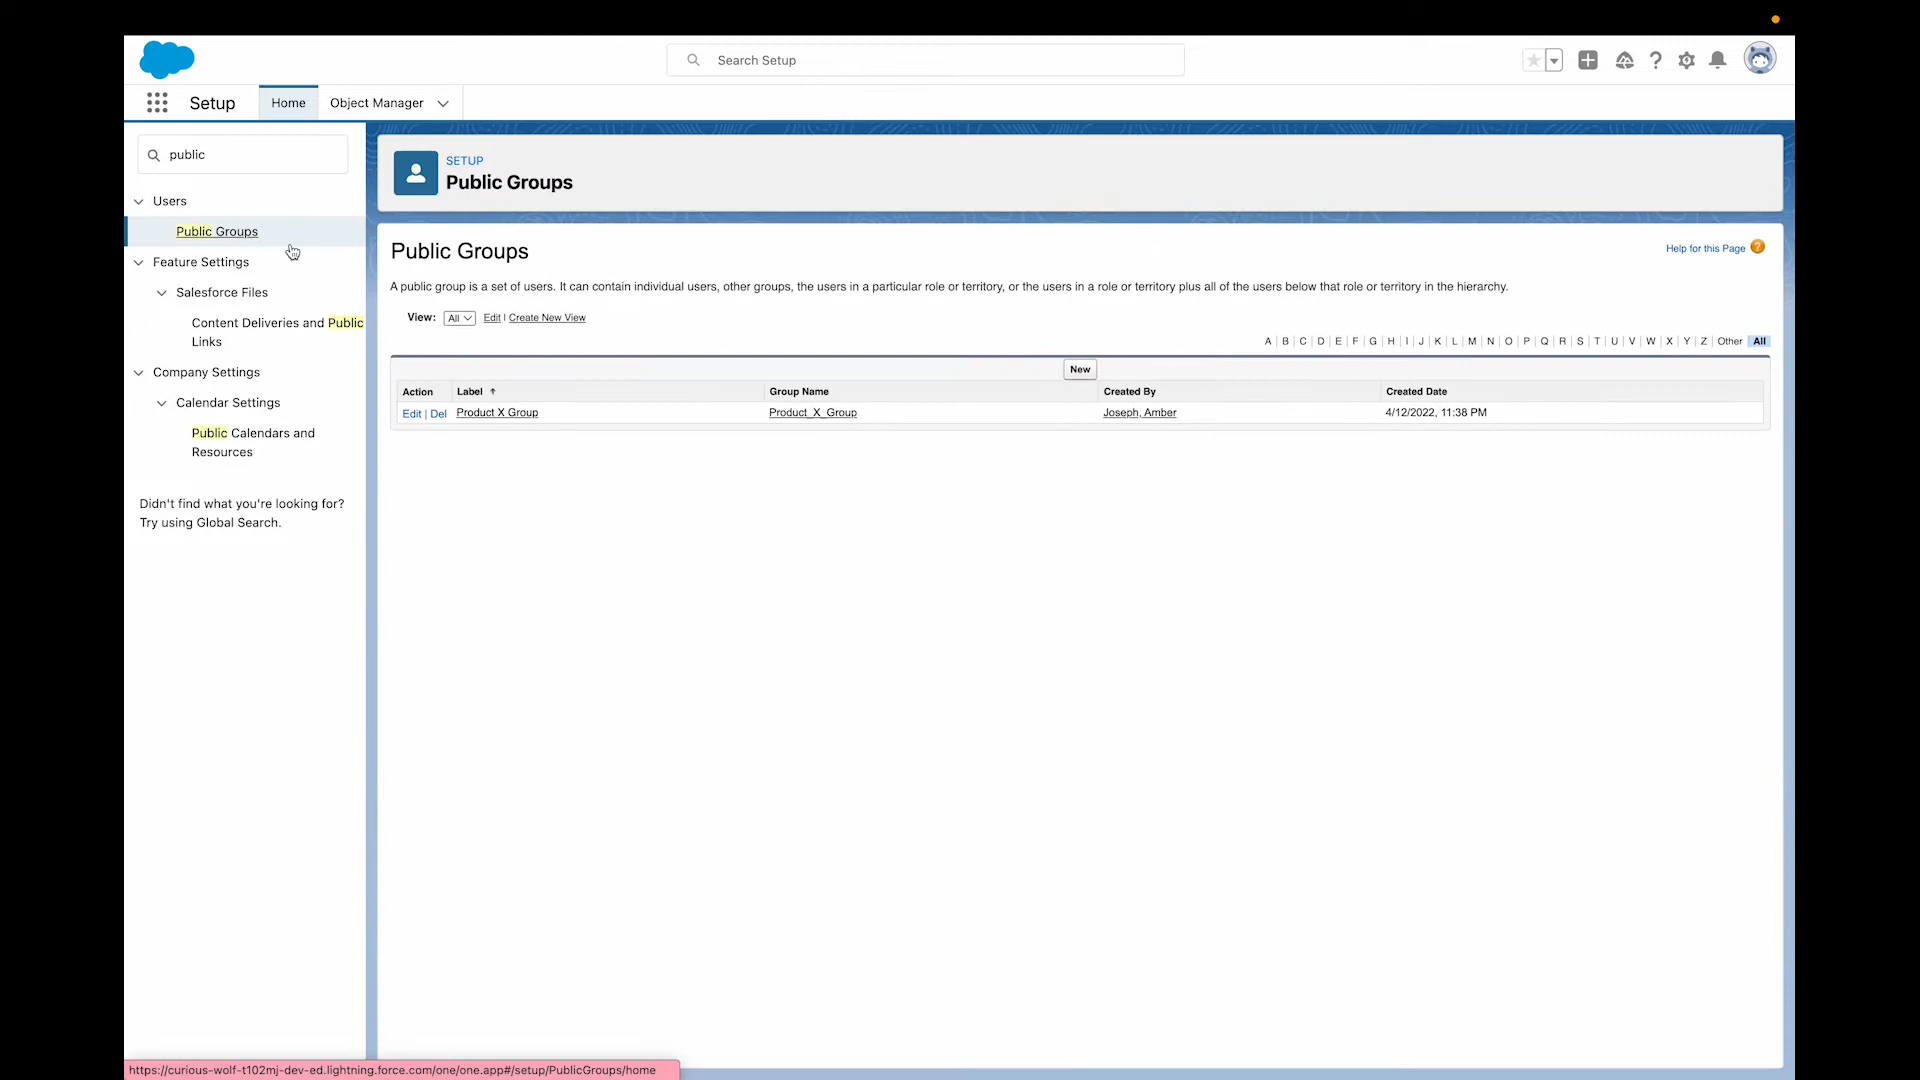 Search Setup
Setup
Home
Object Manager
public
Users
Public Groups
Feature Settings
Salesforce Files
Content Deliveries and Public
Links
Company Settings
Calendar Settings
Public Calendars and
Resources
Didn't find what you're looking for?
Try using Global Search.
SETUP
Public Groups
Public Groups
Help for this Page ?
A public group is a set of users. It can contain individual users, other groups, the users in a particular role or territory, or the users in a role or territory plus all of the users below that role or territory in the hierarchy.
View: All Edit | Create New View
A | B | C | D | E | F | G | H | I | J | K | L | M | N | O | P | Q | R | S | T | U | V | W | X | Y | Z | Other All
New
Action Label Group Name Created By Created Date
Edit | Del Product X Group Product_X_Group Joseph, Amber 4/12/2022, 11:38 PM
https://curious-wolf-t102mj-dev-ed.lightning.force.com/one/one.app#/setup/PublicGroups/home